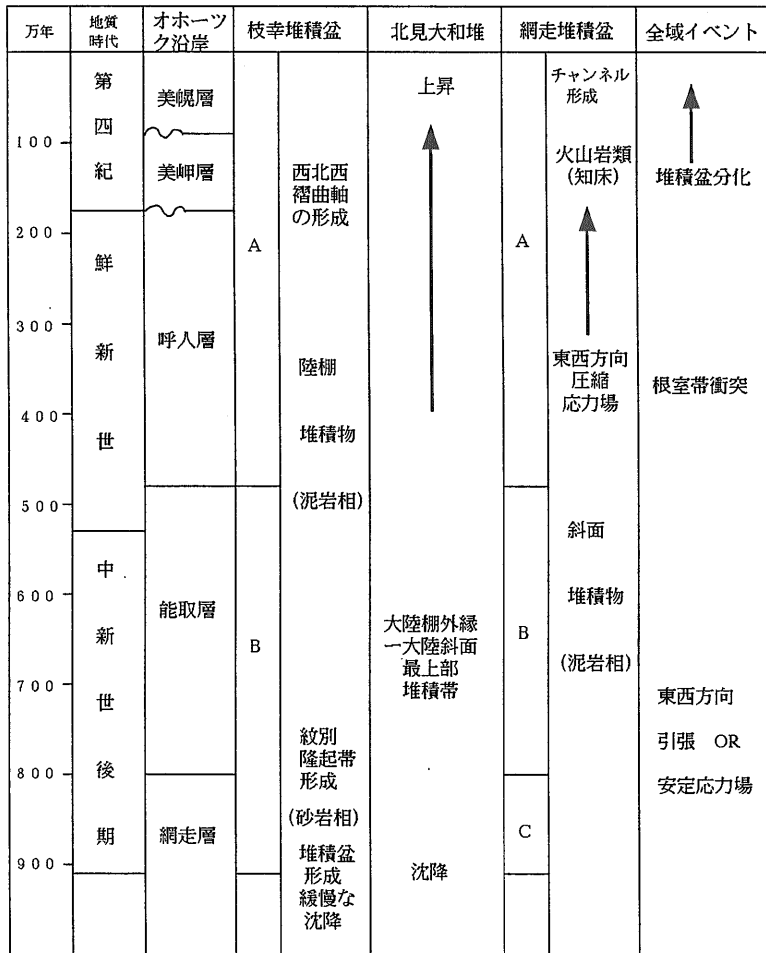 万年
地質
時代
オホーツ
ク沿岸
枝幸堆積盆
北見大和堆
網走堆積盆
全域イベント
100
200
300
400
500
600
700
800
900
第
四
紀
鮮
新
世
中
新
世
後
期
美幌層
美岬層
呼人層
能取層
網走層
A
B
西北西
褶曲軸
の形成
陸棚
堆積物
(泥岩相)
紋別
隆起帯
形成
(砂岩相)
堆積盆
形成
緩慢な
沈降
上昇
大陸棚外縁
ー大陸斜面
最上部
堆積帯
沈降
A
B
C
チャンネル
形成
火山岩類
(知床)
東西方向
圧縮
応力場
斜面
堆積物
(泥岩相)
堆積盆分化
根室帯衝突
東西方向
引張 OR
安定応力場